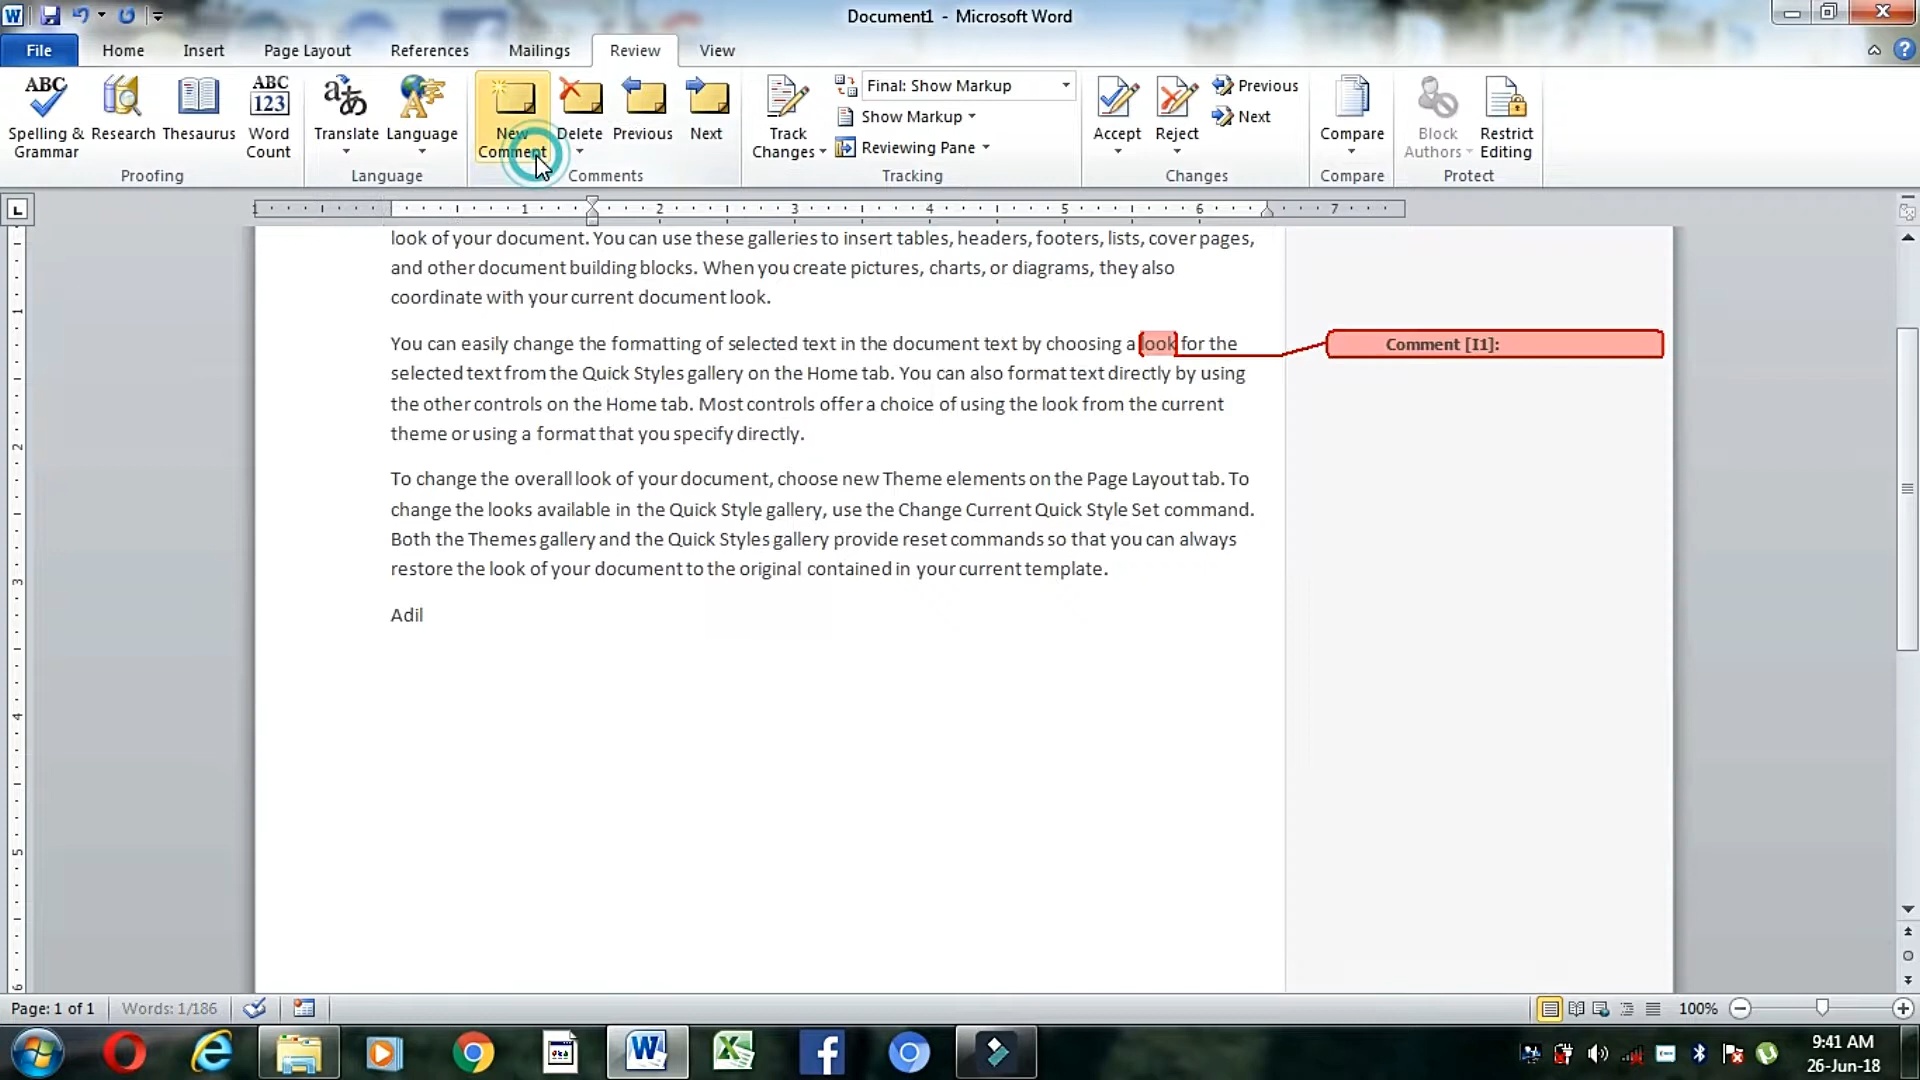 Document1 - Microsoft Word
File Home Insert Page Layout References Mailings Review View
ABC
Spelling & Grammar
Research
Thesaurus
ABC
123
Word Count
Translate
Language
New Comment
Delete
Previous
Next
Track Changes
Final: Show Markup
Show Markup
Reviewing Pane
Accept
Reject
Previous
Next
Compare
Block Authors
Restrict Editing
Proofing Language Comments Tracking Changes Compare Protect
1 1 2 3 4 5 6 7
look of your document. You can use these galleries to insert tables, headers, footers, lists, cover pages,
and other document building blocks. When you create pictures, charts, or diagrams, they also
coordinate with your current document look.
You can easily change the formatting of selected text in the document text by choosing a look for the
Comment [I1]:
selected text from the Quick Styles gallery on the Home tab. You can also format text directly by using
the other controls on the Home tab. Most controls offer a choice of using the look from the current
theme or using a format that you specify directly.
To change the overall look of your document, choose new Theme elements on the Page Layout tab. To
change the looks available in the Quick Style gallery, use the Change Current Quick Style Set command.
Both the Themes gallery and the Quick Styles gallery provide reset commands so that you can always
restore the look of your document to the original contained in your current template.
Adil
Page: 1 of 1 Words: 1/186 100%
9:41 AM
26-Jun-18